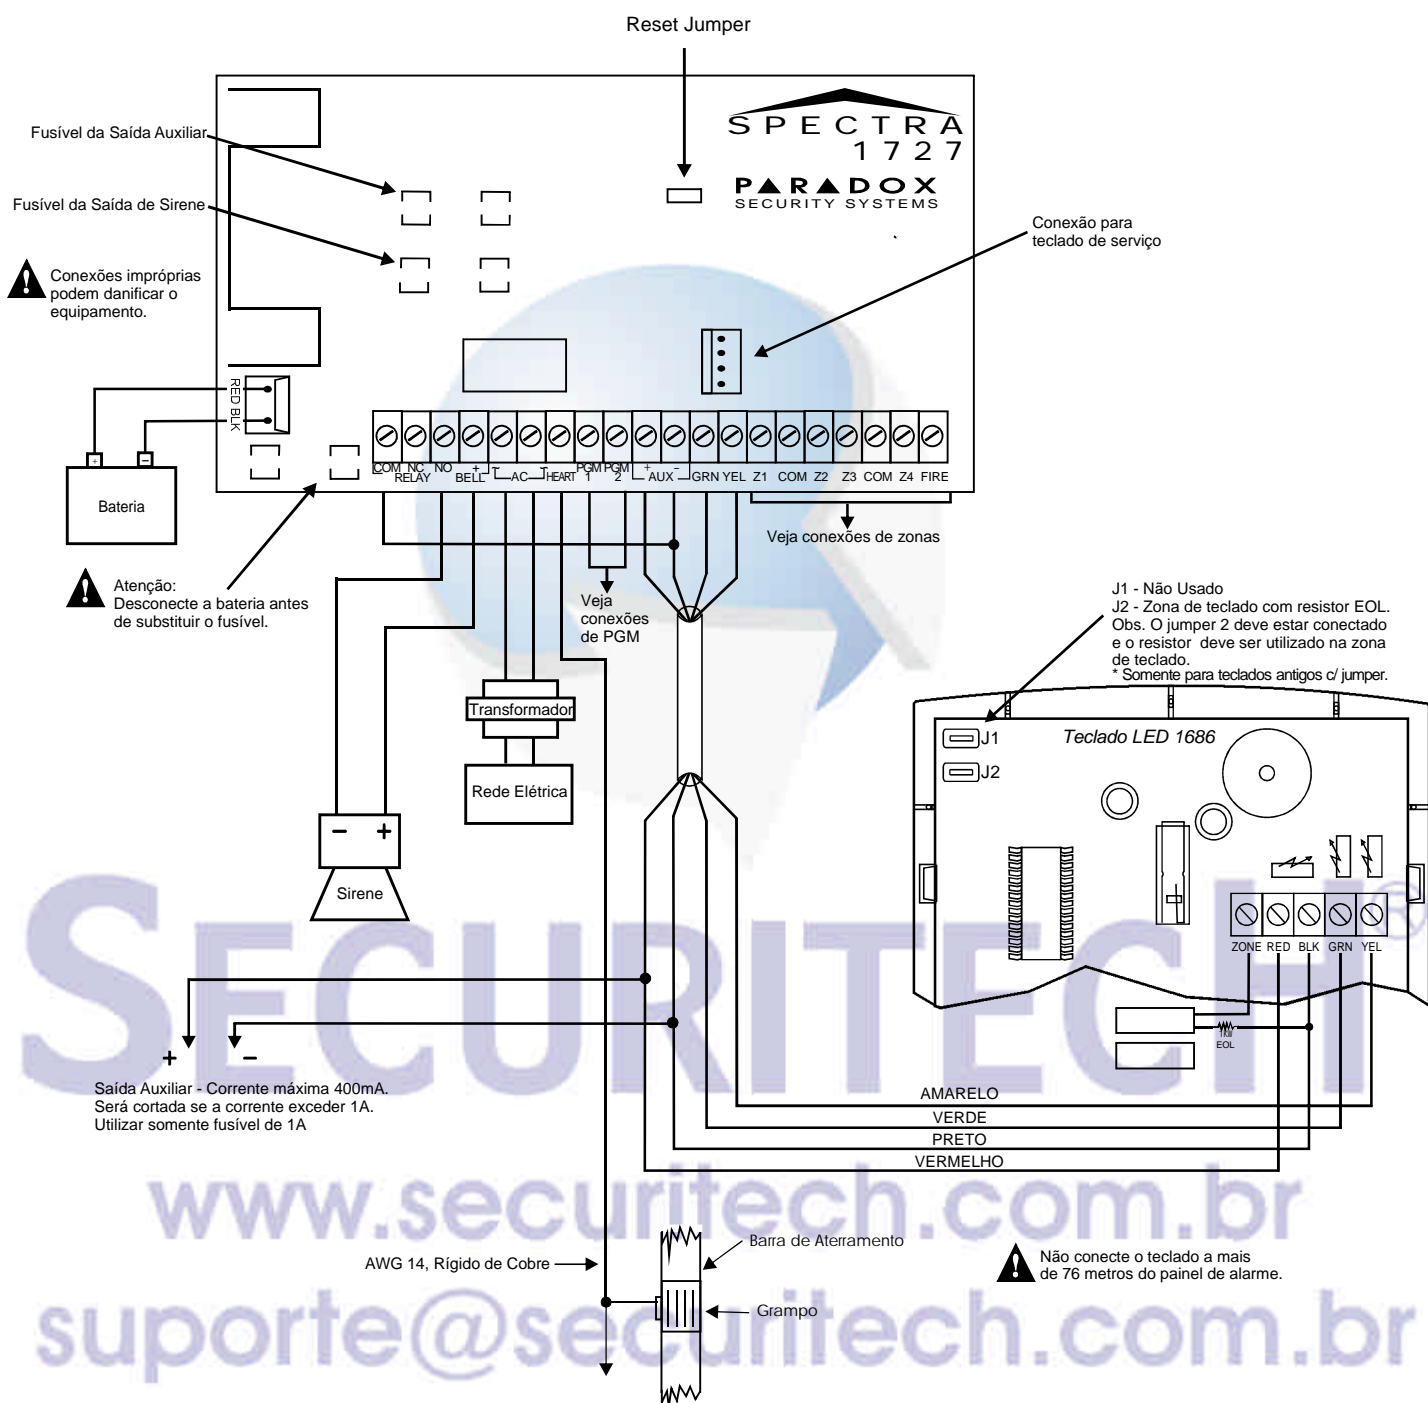 Reset Jumper
SPECTRA
1727
PARADOX
SECURITY SYSTEMS
Fusível da Saída Auxiliar
Fusível da Saída de Sirene
Conexão para
teclado de serviço
Conexões impróprias
podem danificar o
equipamento.
RED BLK
+ −
Bateria
COM NC NO + ~ ~ PGM PGM + -
RELAY BELL AC HEART 1 2 AUX GRN YEL Z1 COM Z2 Z3 COM Z4 FIRE
Veja conexões de zonas
Atenção:
Desconecte a bateria antes
de substituir o fusível.
Veja
conexões
de PGM
J1 - Não Usado
J2 - Zona de teclado com resistor EOL.
Obs. O jumper 2 deve estar conectado
e o resistor deve ser utilizado na zona
de teclado.
* Somente para teclados antigos c/ jumper.
Transformador
Rede Elétrica
J1
J2
Teclado LED 1686
− +
Sirene
ZONE RED BLK GRN YEL
SECURITECH®
1KΩ
EOL
+ −
Saída Auxiliar - Corrente máxima 400mA.
Será cortada se a corrente exceder 1A.
Utilizar somente fusível de 1A
AMARELO
VERDE
PRETO
VERMELHO
www.securitech.com.br
AWG 14, Rígido de Cobre
Barra de Aterramento
Grampo
Não conecte o teclado a mais
de 76 metros do painel de alarme.
suporte@securitech.com.br